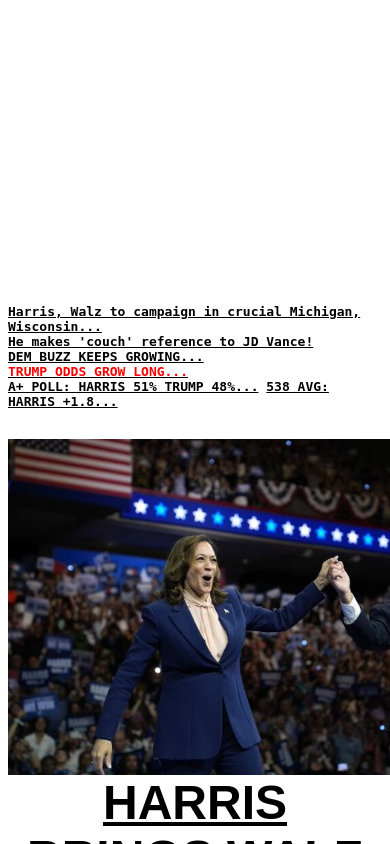 Harris, Walz to campaign in crucial Michigan,
Wisconsin...
He makes 'couch' reference to JD Vance!
DEM BUZZ KEEPS GROWING...
TRUMP ODDS GROW LONG...
A+ POLL: HARRIS 51% TRUMP 48%... 538 AVG:
HARRIS +1.8...
HARRIS